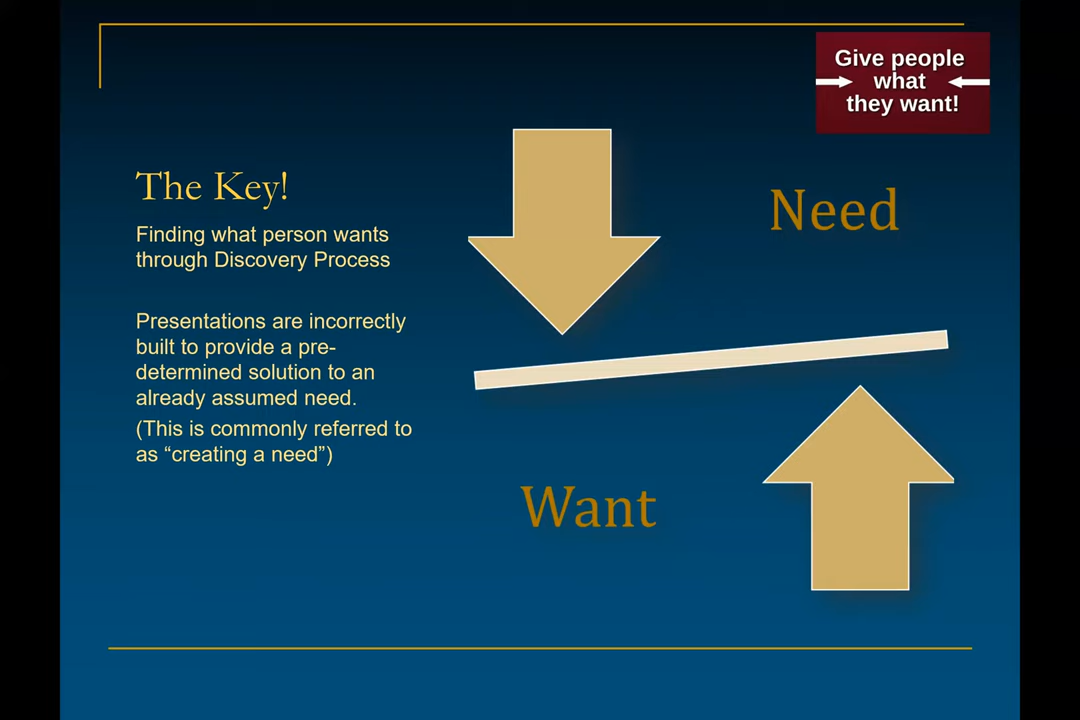 Give people
what
they want!
The Key!
Finding what person wants
through Discovery Process
Presentations are incorrectly
built to provide a pre-
determined solution to an
already assumed need.
(This is commonly referred to
as “creating a need”)
Need
Want